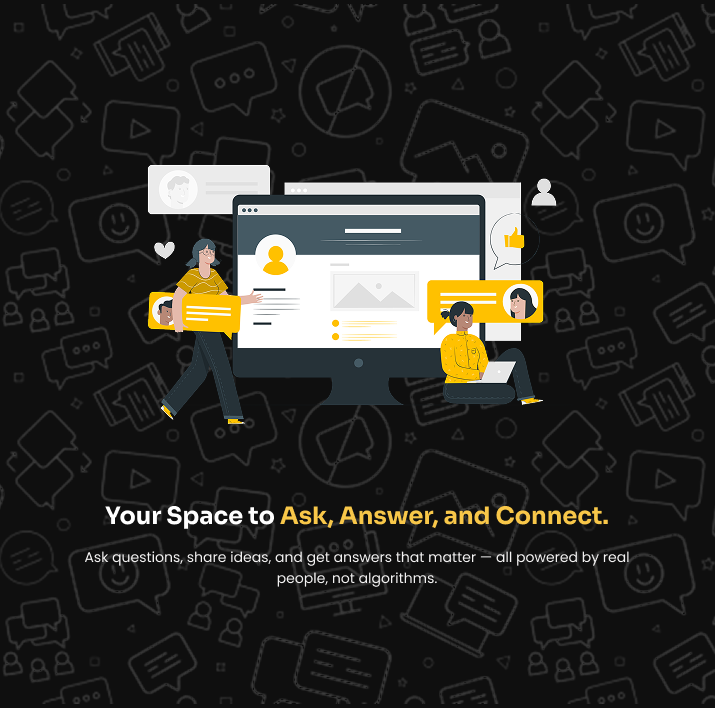 Your Space to Ask, Answer, and Connect.
Ask questions, share ideas, and get answers that matter — all powered by real
people, not algorithms.